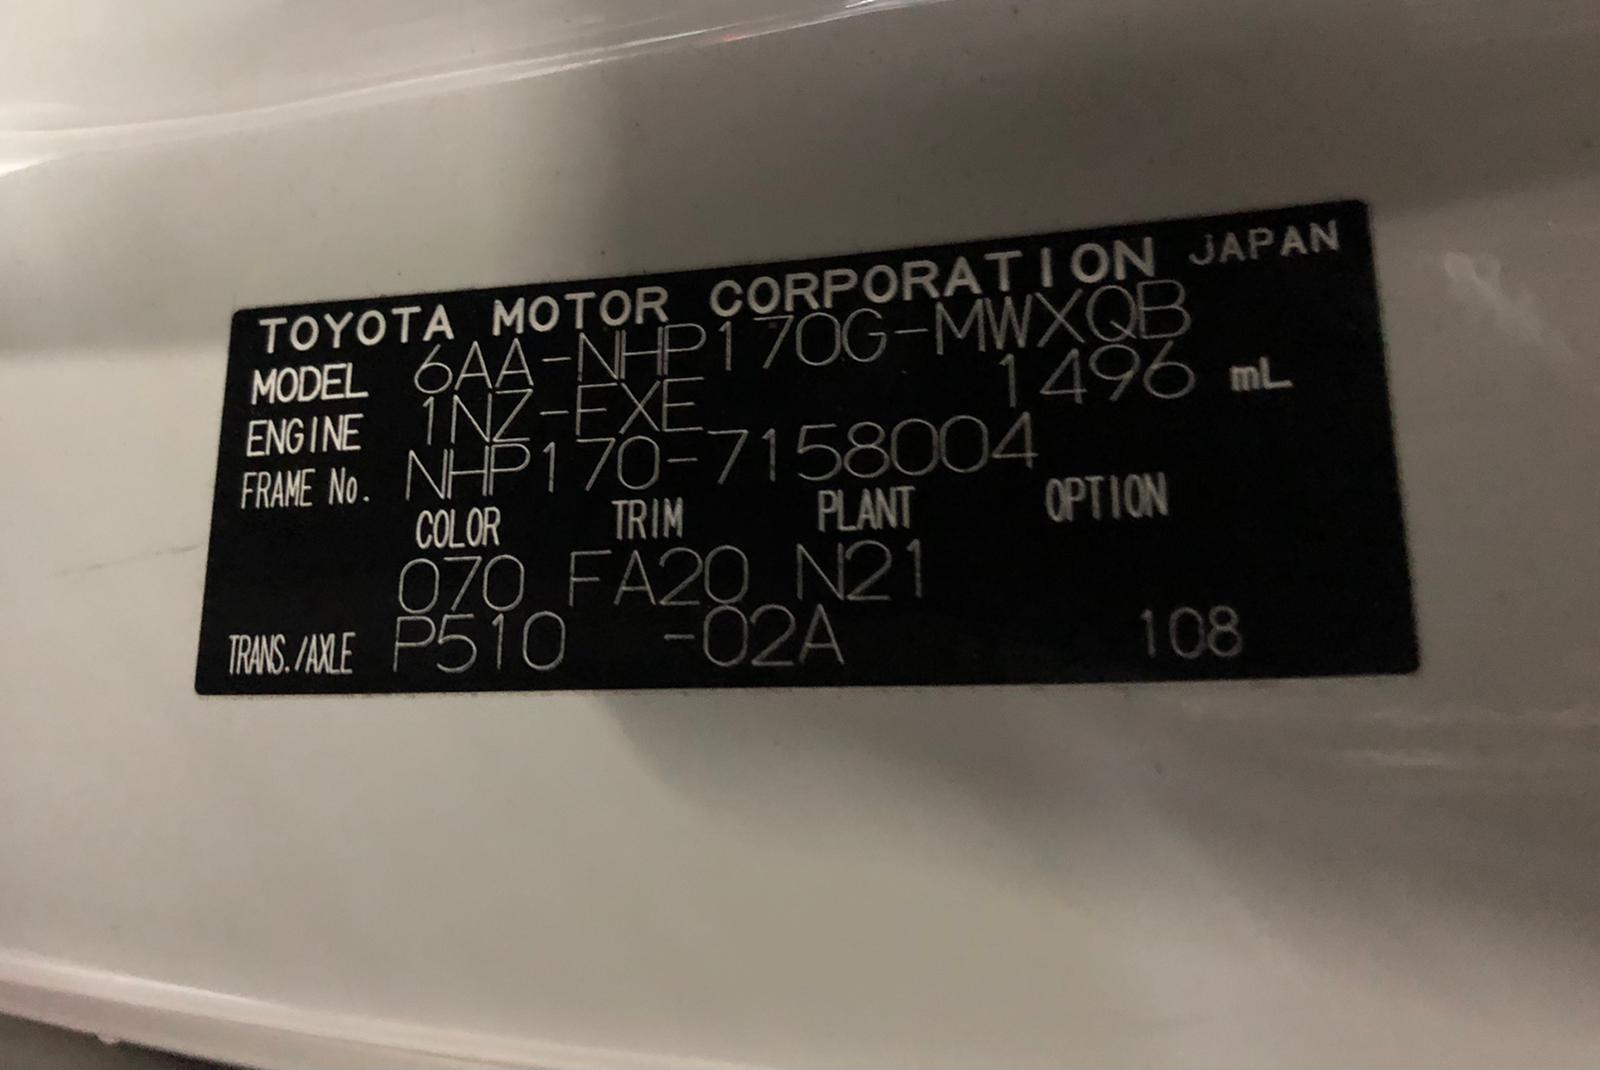 TOYOTA MOTOR CORPORATION JAPAN
MODEL 6AA-NHP170G-MWXQB
ENGINE 1NZ-FXE 1496 mL
FRAME No. NHP170-7158004
COLOR TRIM PLANT OPTION
070 FA20 N21
TRANS./AXLE P510 -02A 108